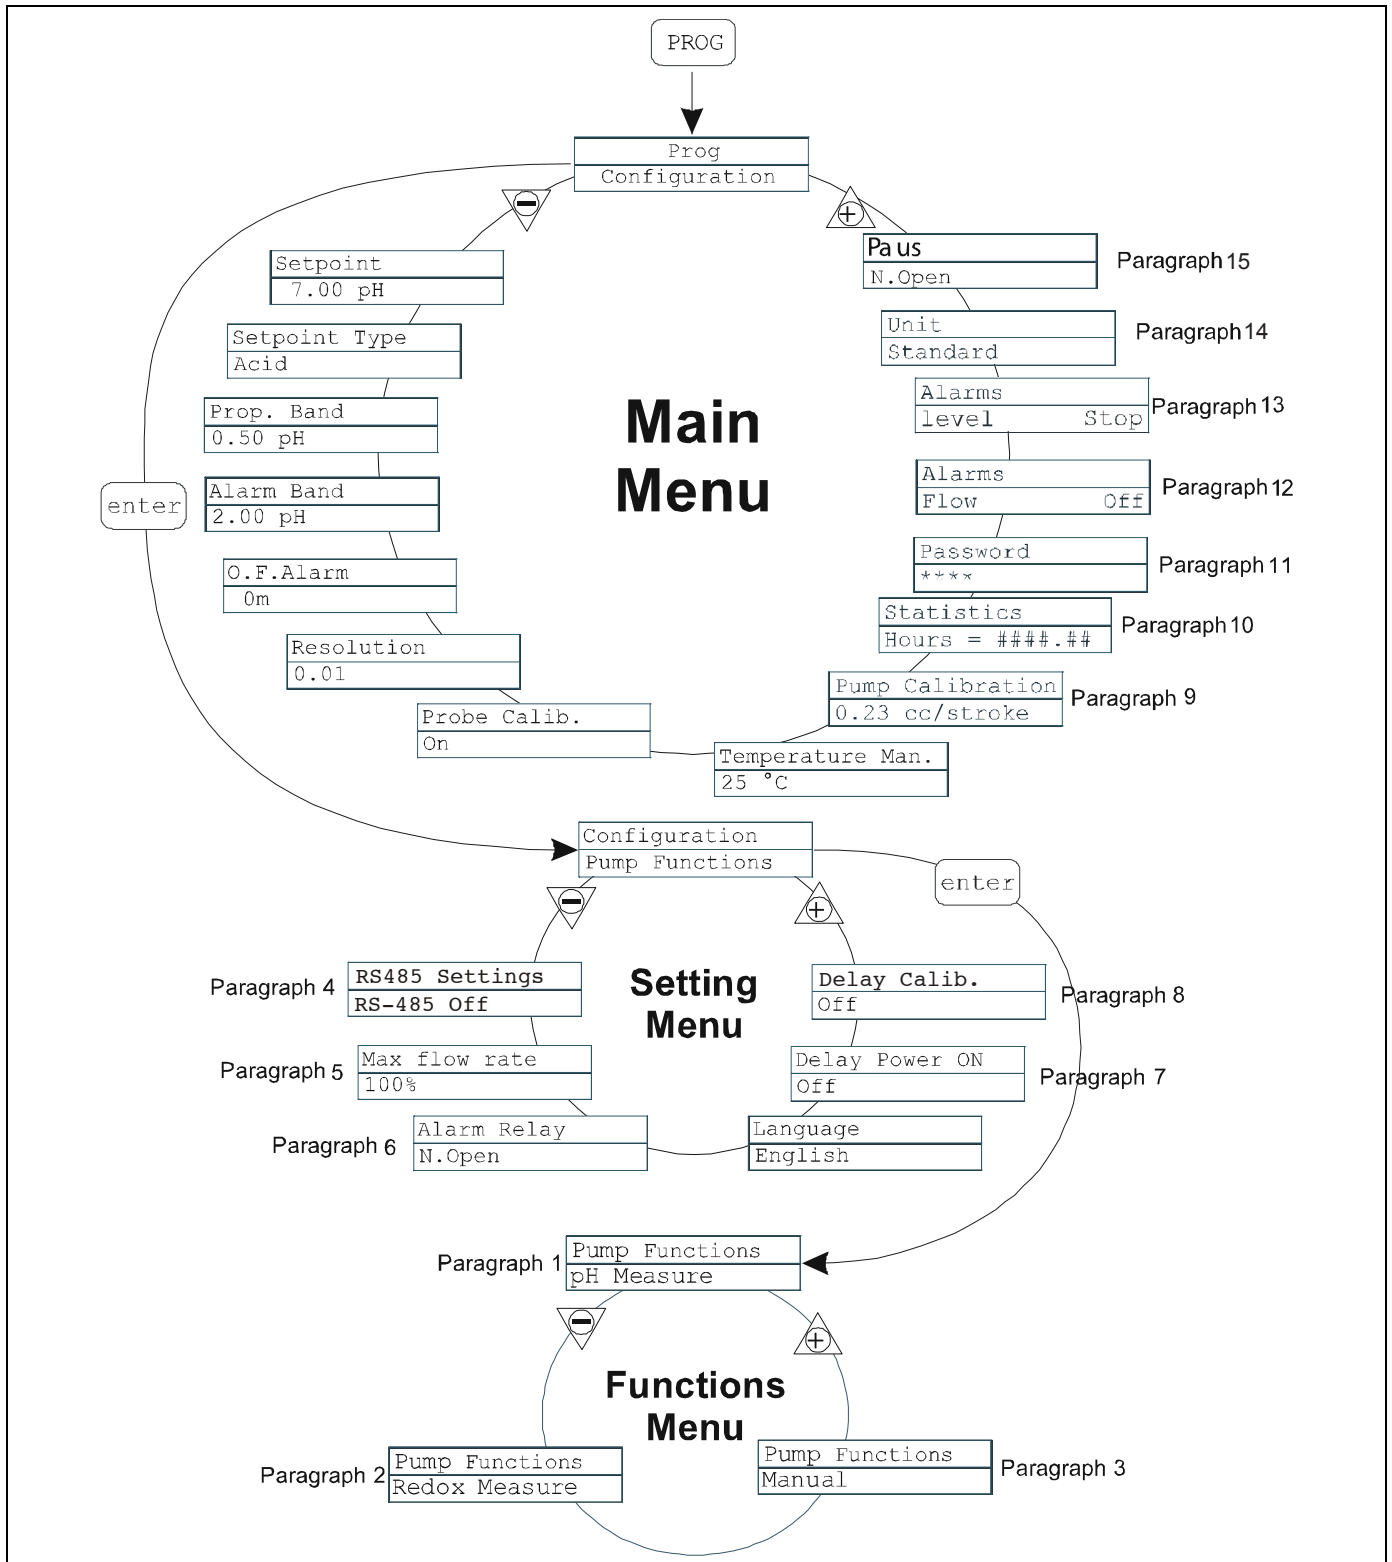 PROG
Prog
Configuration
Setpoint
7.00 pH
Setpoint Type
Acid
Prop. Band
0.50 pH
Alarm Band
2.00 pH
enter
O.F.Alarm
0m
Resolution
0.01
Probe Calib.
On
Main
Menu
Paus
N.Open
Paragraph 15
Unit
Standard
Paragraph 14
Alarms
level Stop
Paragraph 13
Alarms
Flow Off
Paragraph 12
Password
****
Paragraph 11
Statistics
Hours = ####.##
Paragraph 10
Pump Calibration
0.23 cc/stroke
Paragraph 9
Temperature Man.
25 °C
Configuration
Pump Functions
enter
Paragraph 4
RS485 Settings
RS-485 Off
Paragraph 5
Max flow rate
100%
Paragraph 6
Alarm Relay
N.Open
Setting
Menu
Delay Calib.
Off
Paragraph 8
Delay Power ON
Off
Paragraph 7
Language
English
Paragraph 1
Pump Functions
pH Measure
Functions
Menu
Paragraph 2
Pump Functions
Redox Measure
Pump Functions
Manual
Paragraph 3